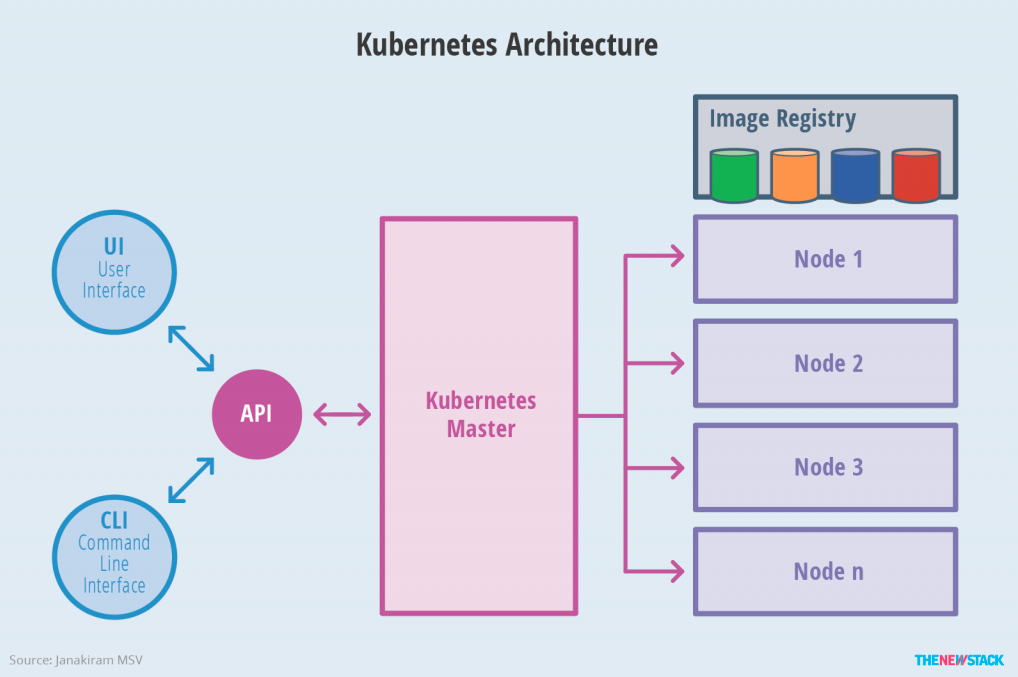 Kubernetes Architecture
Image Registry
UI
User
Interface
Node 1
Node 2
API
Kubernetes
Master
Node 3
CLI
Command
Line
Interface
Node n
Source: Janakiram MSV
THENEWSTACK